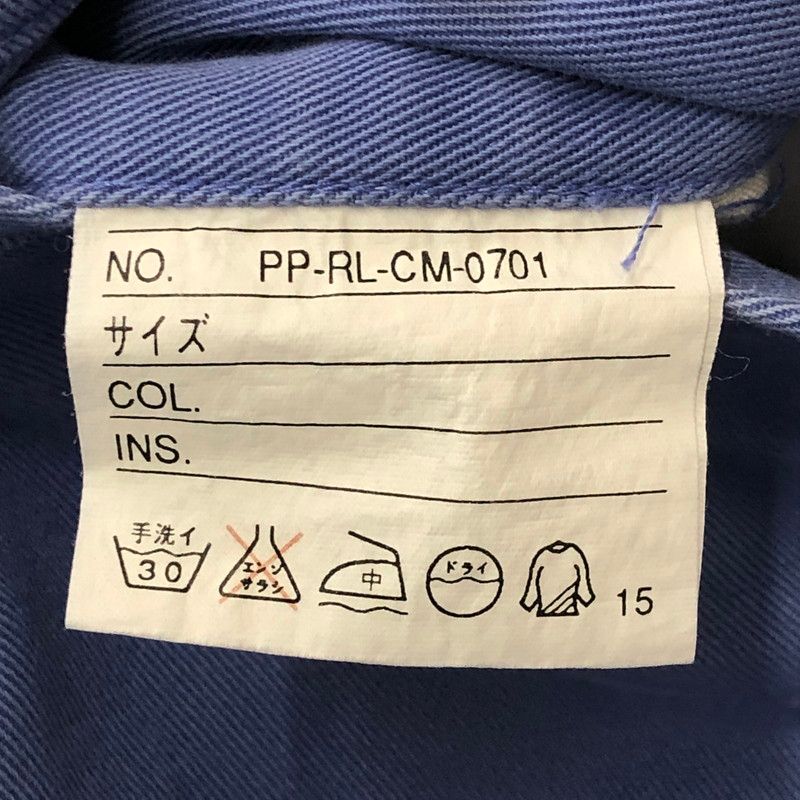 NO. PP-RL-CM-0701
サイズ
COL.
INS.
手洗イ
30
エンソ
サラシ
中
ドライ
15